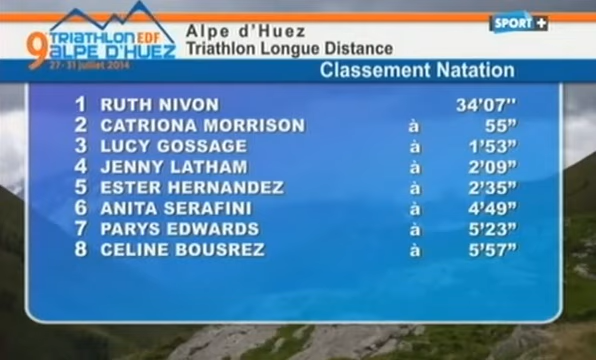 SPORT+
9 TRIATHLON EDF
ALPE D'HUEZ
27-31 juillet 2014
Alpe d'Huez
Triathlon Longue Distance
Classement Natation
1 RUTH NIVON 34'07''
2 CATRIONA MORRISON à 55”
3 LUCY GOSSAGE à 1'53”
4 JENNY LATHAM à 2'09”
5 ESTER HERNANDEZ à 2'35”
6 ANITA SERAFINI à 4'49”
7 PARYS EDWARDS à 5'23”
8 CELINE BOUSREZ à 5'57”